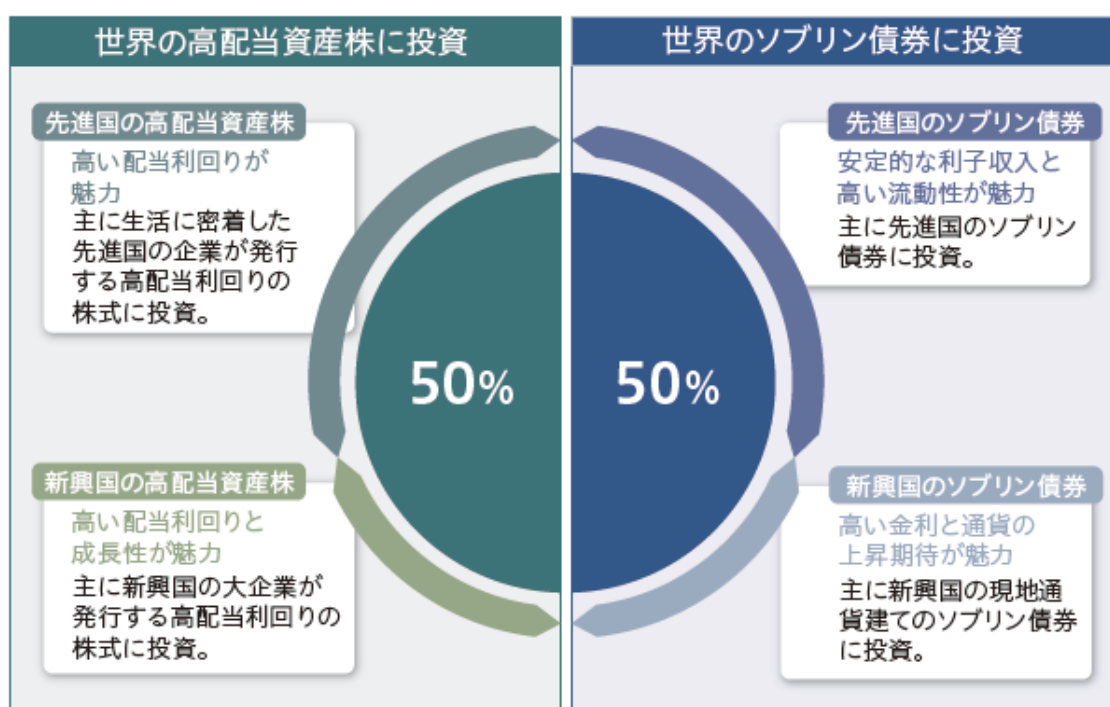 世界の高配当資産株に投資
先進国の高配当資産株
高い配当利回りが
魅力
主に生活に密着した
先進国の企業が発行
する高配当利回りの
株式に投資。
50%
新興国の高配当資産株
高い配当利回りと
成長性が魅力
主に新興国の大企業が
発行する高配当利回りの
株式に投資。
世界のソブリン債券に投資
先進国のソブリン債券
安定的な利子収入と
高い流動性が魅力
主に先進国のソブリン
債券に投資。
50%
新興国のソブリン債券
高い金利と通貨の
上昇期待が魅力
主に新興国の現地通
貨建てのソブリン債券
に投資。